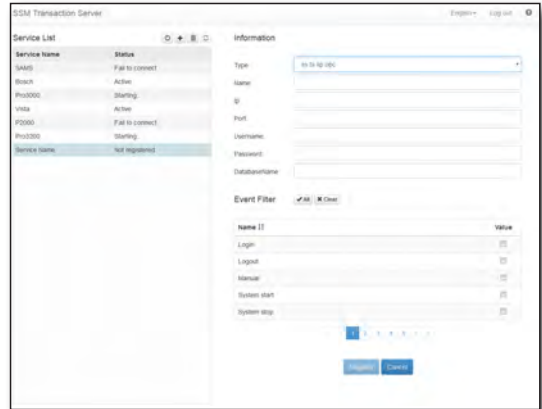 SSM Transaction Server
English
Log out
Service List
Service Name Status
SAMS Fail to connect
Bosch Active
Pro3000 Starting
Vista Active
P2000 Fail to connect
Pro3200 Starting
Service Name Not registered
Information
Type
Name
Ip
Port
Username
Password
DatabaseName
Event Filter
All
Clear
Name
Value
Login
Logout
Manual
System start
System stop
1 2 3 4 5
Register
Cancel